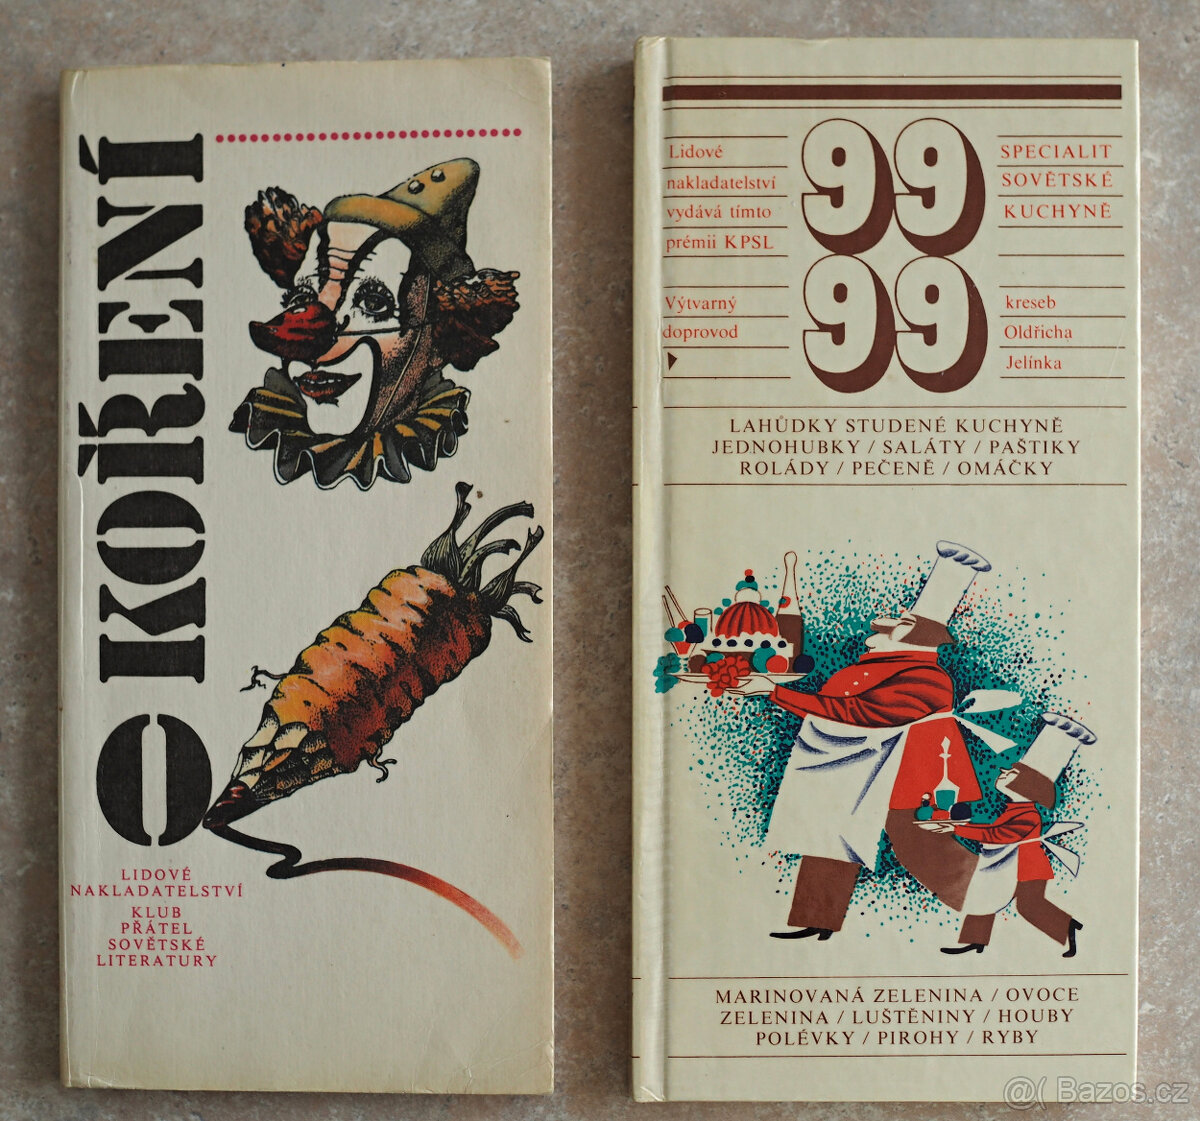 O KOŘENÍ
LIDOVÉ
NAKLADATELSTVÍ
KLUB
PŘÁTEL
SOVĚTSKÉ
LITERATURY
Lidové
nakladatelství
vydává tímto
prémii KPSL
99
SPECIALIT
SOVĚTSKÉ
KUCHYNĚ
Výtvarný
doprovod
99
kreseb
Oldřicha
Jelínka
LAHŮDKY STUDENÉ KUCHYNĚ
JEDNOHUBKY / SALÁTY / PAŠTIKY
ROLÁDY / PEČENĚ / OMÁČKY
MARINOVANÁ ZELENINA / OVOCE
ZELENINA / LUŠTĚNINY / HOUBY
POLÉVKY / PIROHY / RYBY
@( Bazos.cz